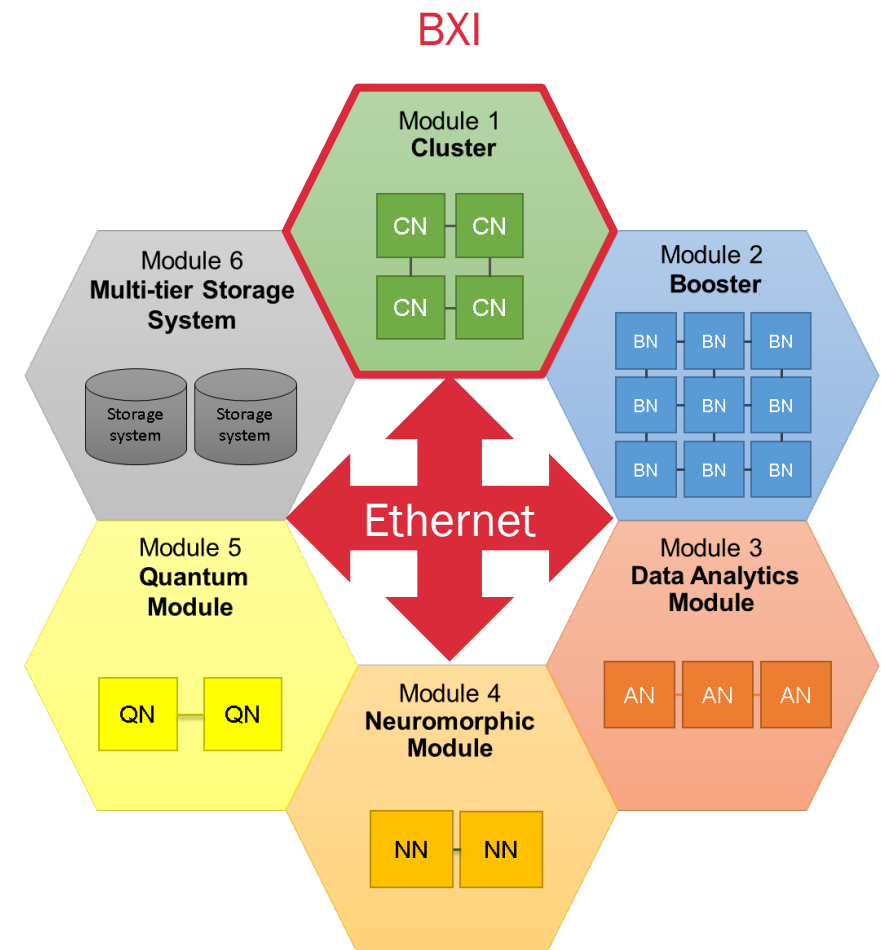 BXI
Module 1
Cluster
CN CN
CN CN
Module 2
Booster
BN BN BN
BN BN BN
BN BN BN
Module 3
Data Analytics
Module
AN AN AN
Module 4
Neuromorphic
Module
NN NN
Module 5
Quantum
Module
QN QN
Module 6
Multi-tier Storage
System
Storage
system
Storage
system
Ethernet